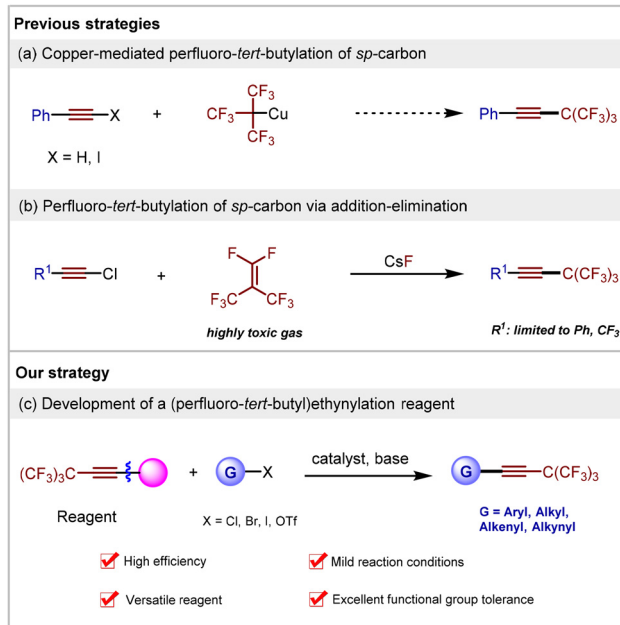 Previous strategies
(a) Copper-mediated perfluoro-tert-butylation of sp-carbon
Ph X
+
CF3
CF3 Cu
CF3
Ph C(CF3)3
X = H, I
(b) Perfluoro-tert-butylation of sp-carbon via addition-elimination
R1 Cl
+
F F
F3C CF3
highly toxic gas
CsF
R1 C(CF3)3
R1: limited to Ph, CF3
Our strategy
(c) Development of a (perfluoro-tert-butyl)ethynylation reagent
(CF3)3C
+
G X
catalyst, base
G C(CF3)3
Reagent
X = Cl, Br, I, OTf
G = Aryl, Alkyl,
Alkenyl, Alkynyl
High efficiency
Mild reaction conditions
Versatile reagent
Excellent functional group tolerance